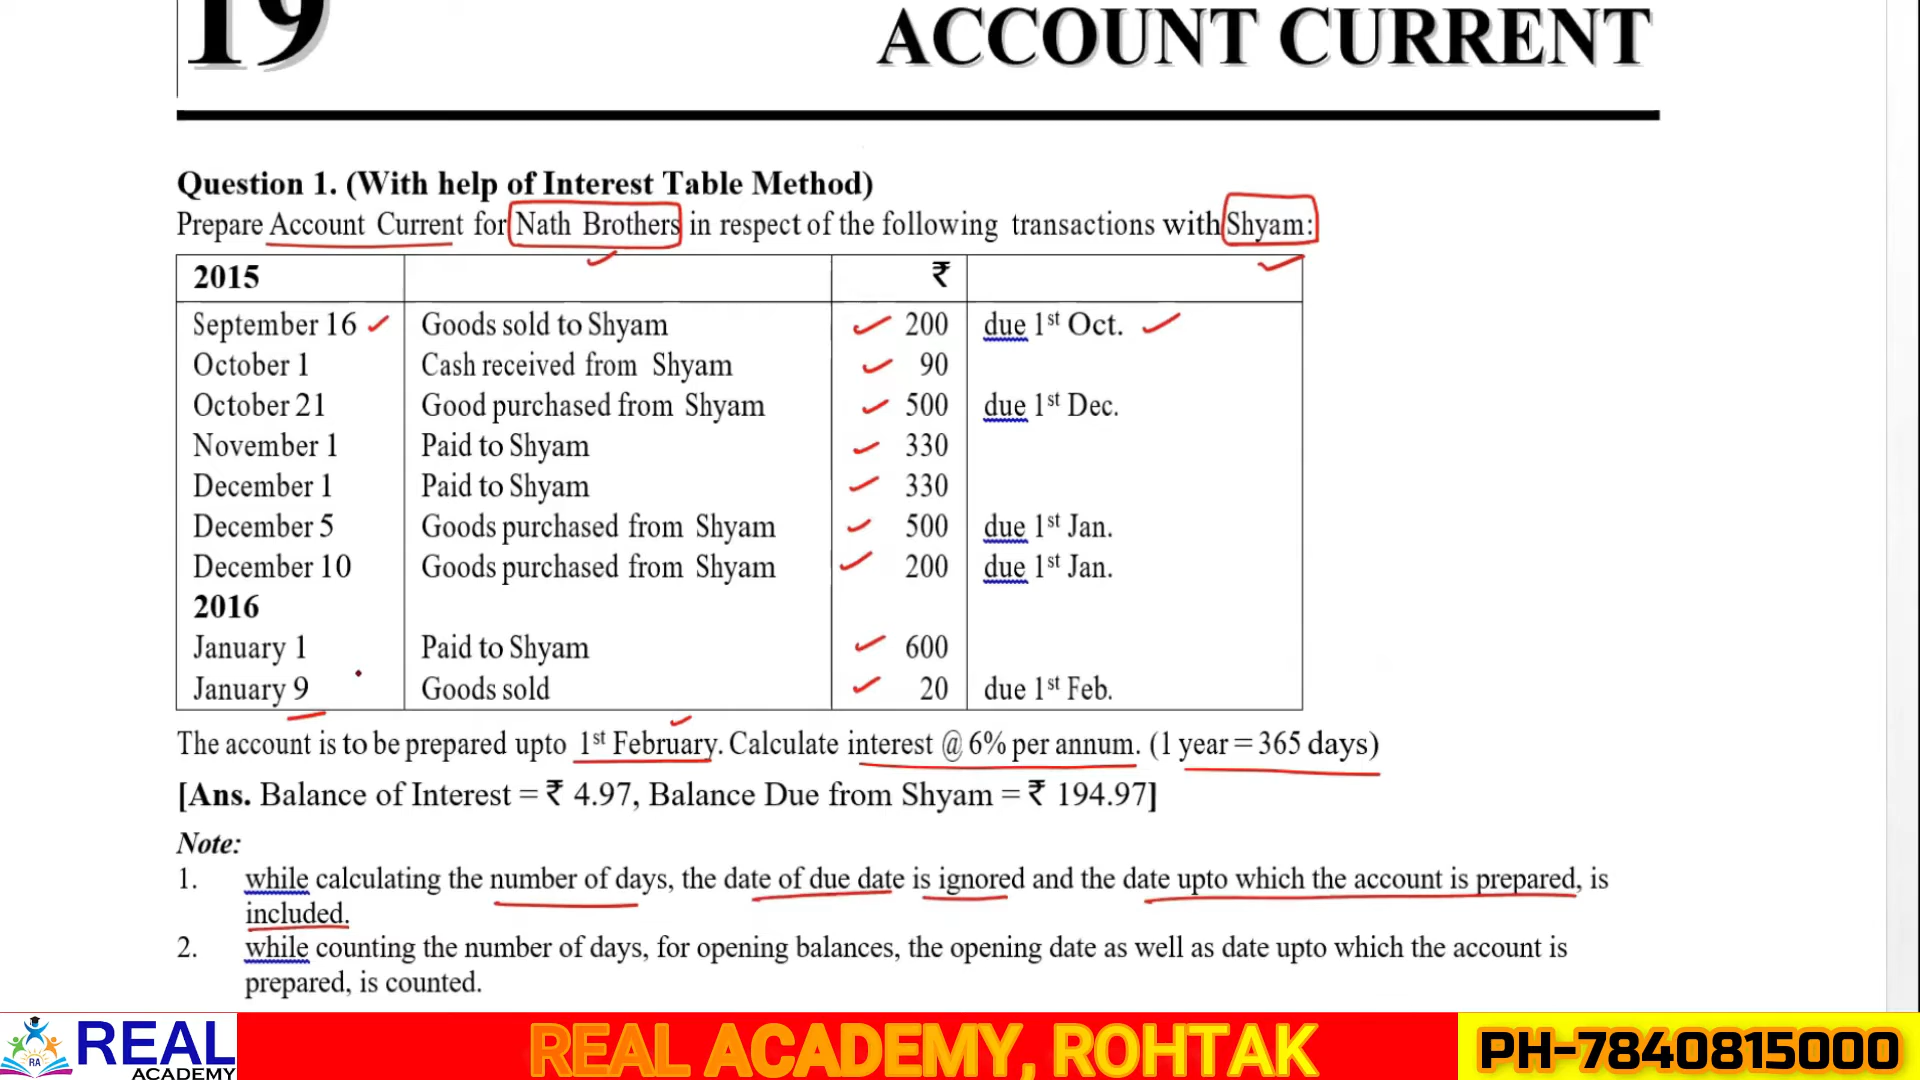 19
ACCOUNT CURRENT
Question 1. (With help of Interest Table Method)
Prepare Account Current for Nath Brothers in respect of the following transactions with Shyam:
2015 ₹
September 16 Goods sold to Shyam 200 due 1st Oct.
October 1 Cash received from Shyam 90
October 21 Good purchased from Shyam 500 due 1st Dec.
November 1 Paid to Shyam 330
December 1 Paid to Shyam 330
December 5 Goods purchased from Shyam 500 due 1st Jan.
December 10 Goods purchased from Shyam 200 due 1st Jan.
2016
January 1 Paid to Shyam 600
January 9 Goods sold 20 due 1st Feb.
The account is to be prepared upto 1st February. Calculate interest @ 6% per annum. (1 year = 365 days)
[Ans. Balance of Interest = ₹ 4.97, Balance Due from Shyam = ₹ 194.97]
Note:
1. while calculating the number of days, the date of due date is ignored and the date upto which the account is prepared, is
included.
2. while counting the number of days, for opening balances, the opening date as well as date upto which the account is
prepared, is counted.
RA
REAL
ACADEMY
REAL ACADEMY, ROHTAK
PH-7840815000